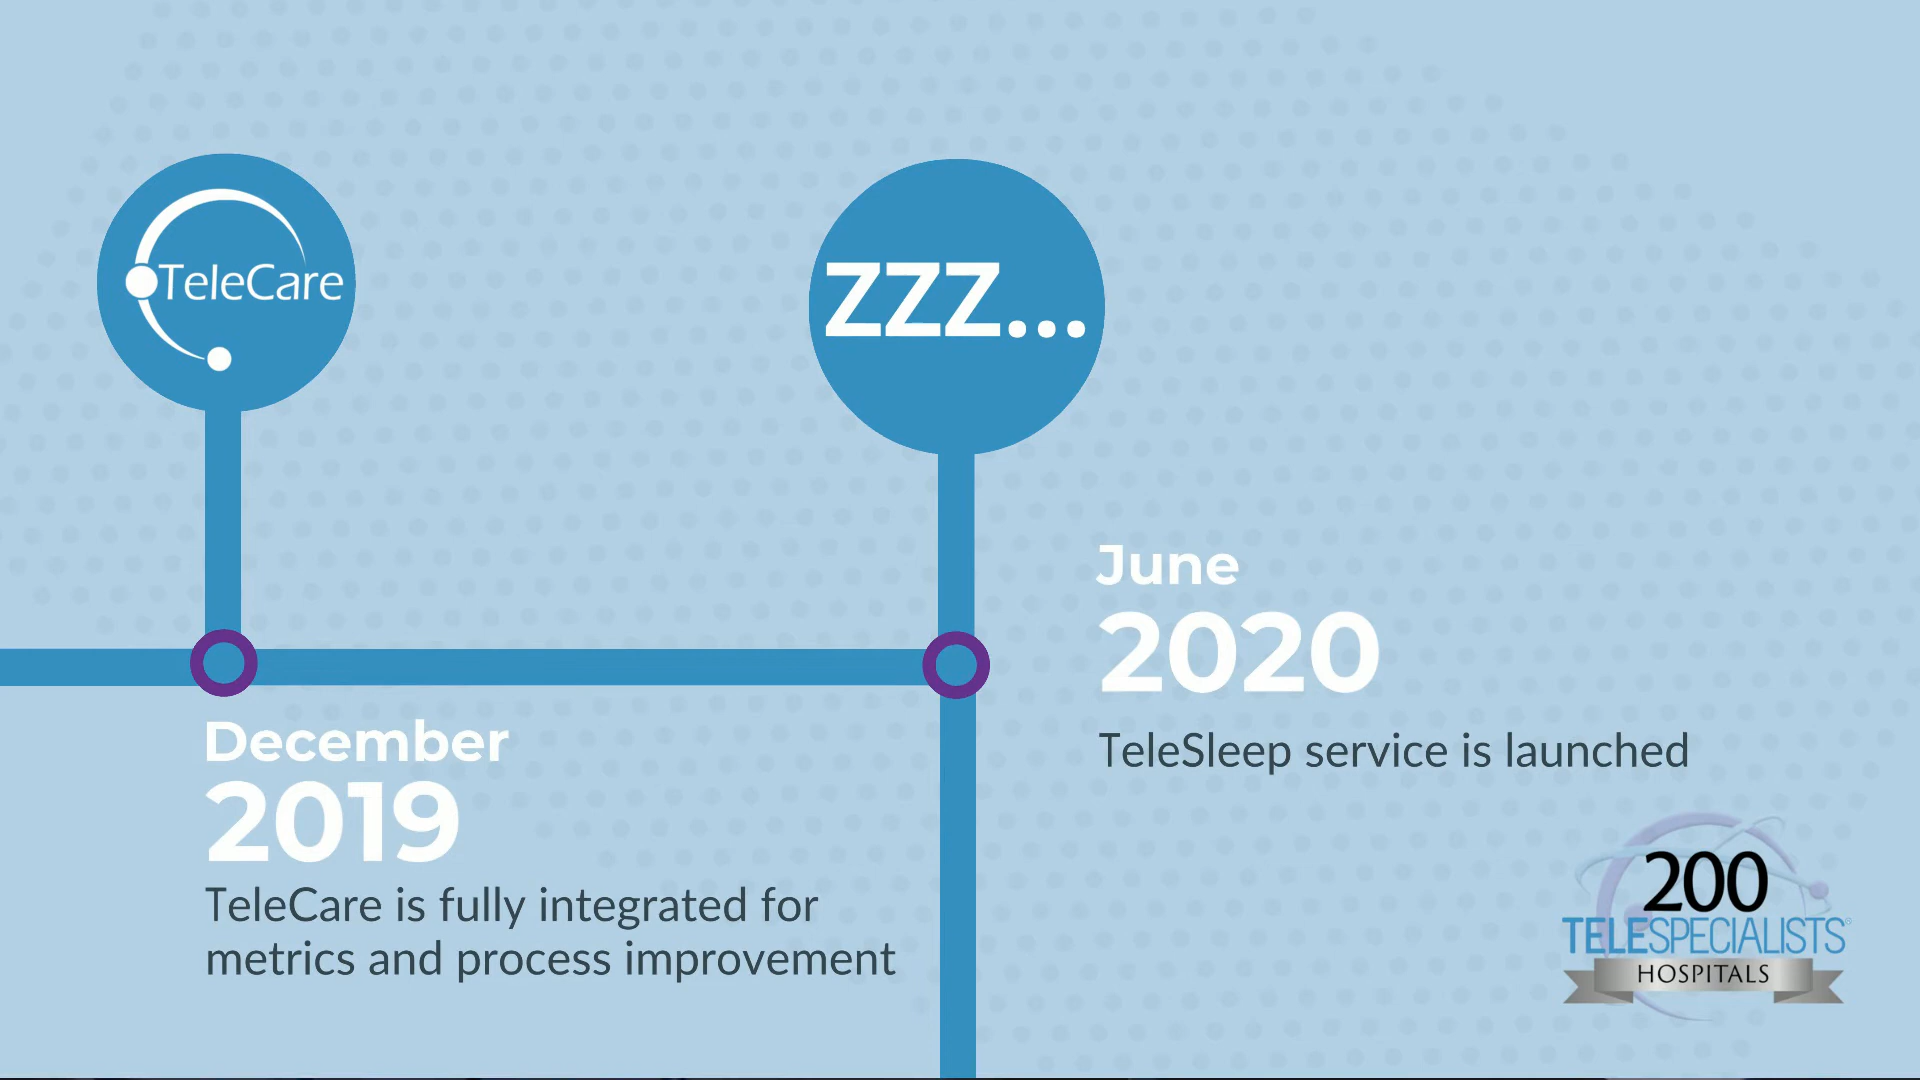 TeleCare
ZZZ...
June
2020
TeleSleep service is launched
December
2019
TeleCare is fully integrated for
metrics and process improvement
200
TELESPECIALISTS®
HOSPITALS